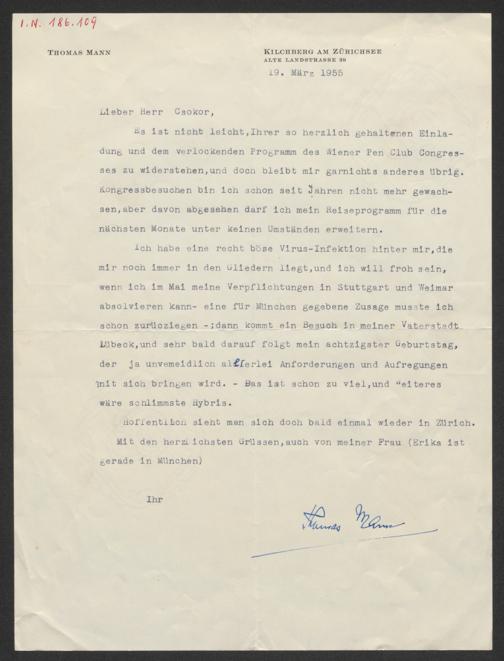 I.N. 186.109
THOMAS MANN
KILCHBERG AM ZÜRICHSEE
ALTE LANDSTRASSE 39
19. März 1955
Lieber Herr Csokor,
Es ist nicht leicht,Ihrer so herzlich gehaltenen Einla-
dung und dem verlockenden Programm des Wiener Pen Club Congres-
ses zu widerstehen,und doch bleibt mir garnichts anderes übrig.
Kongressbesuchen bin ich schon seit Jahren nicht mehr gewach-
sen,aber davon abgesehen darf ich mein Reiseprogramm für die
nächsten Monate unter keinen Umständen erweitern.
Ich habe eine recht böse Virus-Infektion hinter mir,die
mir noch immer in den Gliedern liegt,und ich will froh sein,
wenn ich im Mai meine Verpflichtungen in Stuttgart und Weimar
absolvieren kann- eine für München gegebene Zusage musste ich
schon zurückziehen -;dann kommt ein Besuch in meiner Vaterstadt
Lübeck,und sehr bald darauf folgt mein achtzigster Geburtstag,
der ja unvemeidlich allerlei Anforderungen und Aufregungen
mit sich bringen wird. - Das ist schon zu viel,und Weiteres
wäre schlimmste Hybris.
Hoffentlich sieht man sich doch bald einmal wieder in Zürich.
Mit den herzlichsten Grüssen,auch von meiner Frau (Erika ist
gerade in München)
Ihr
Thomas Mann